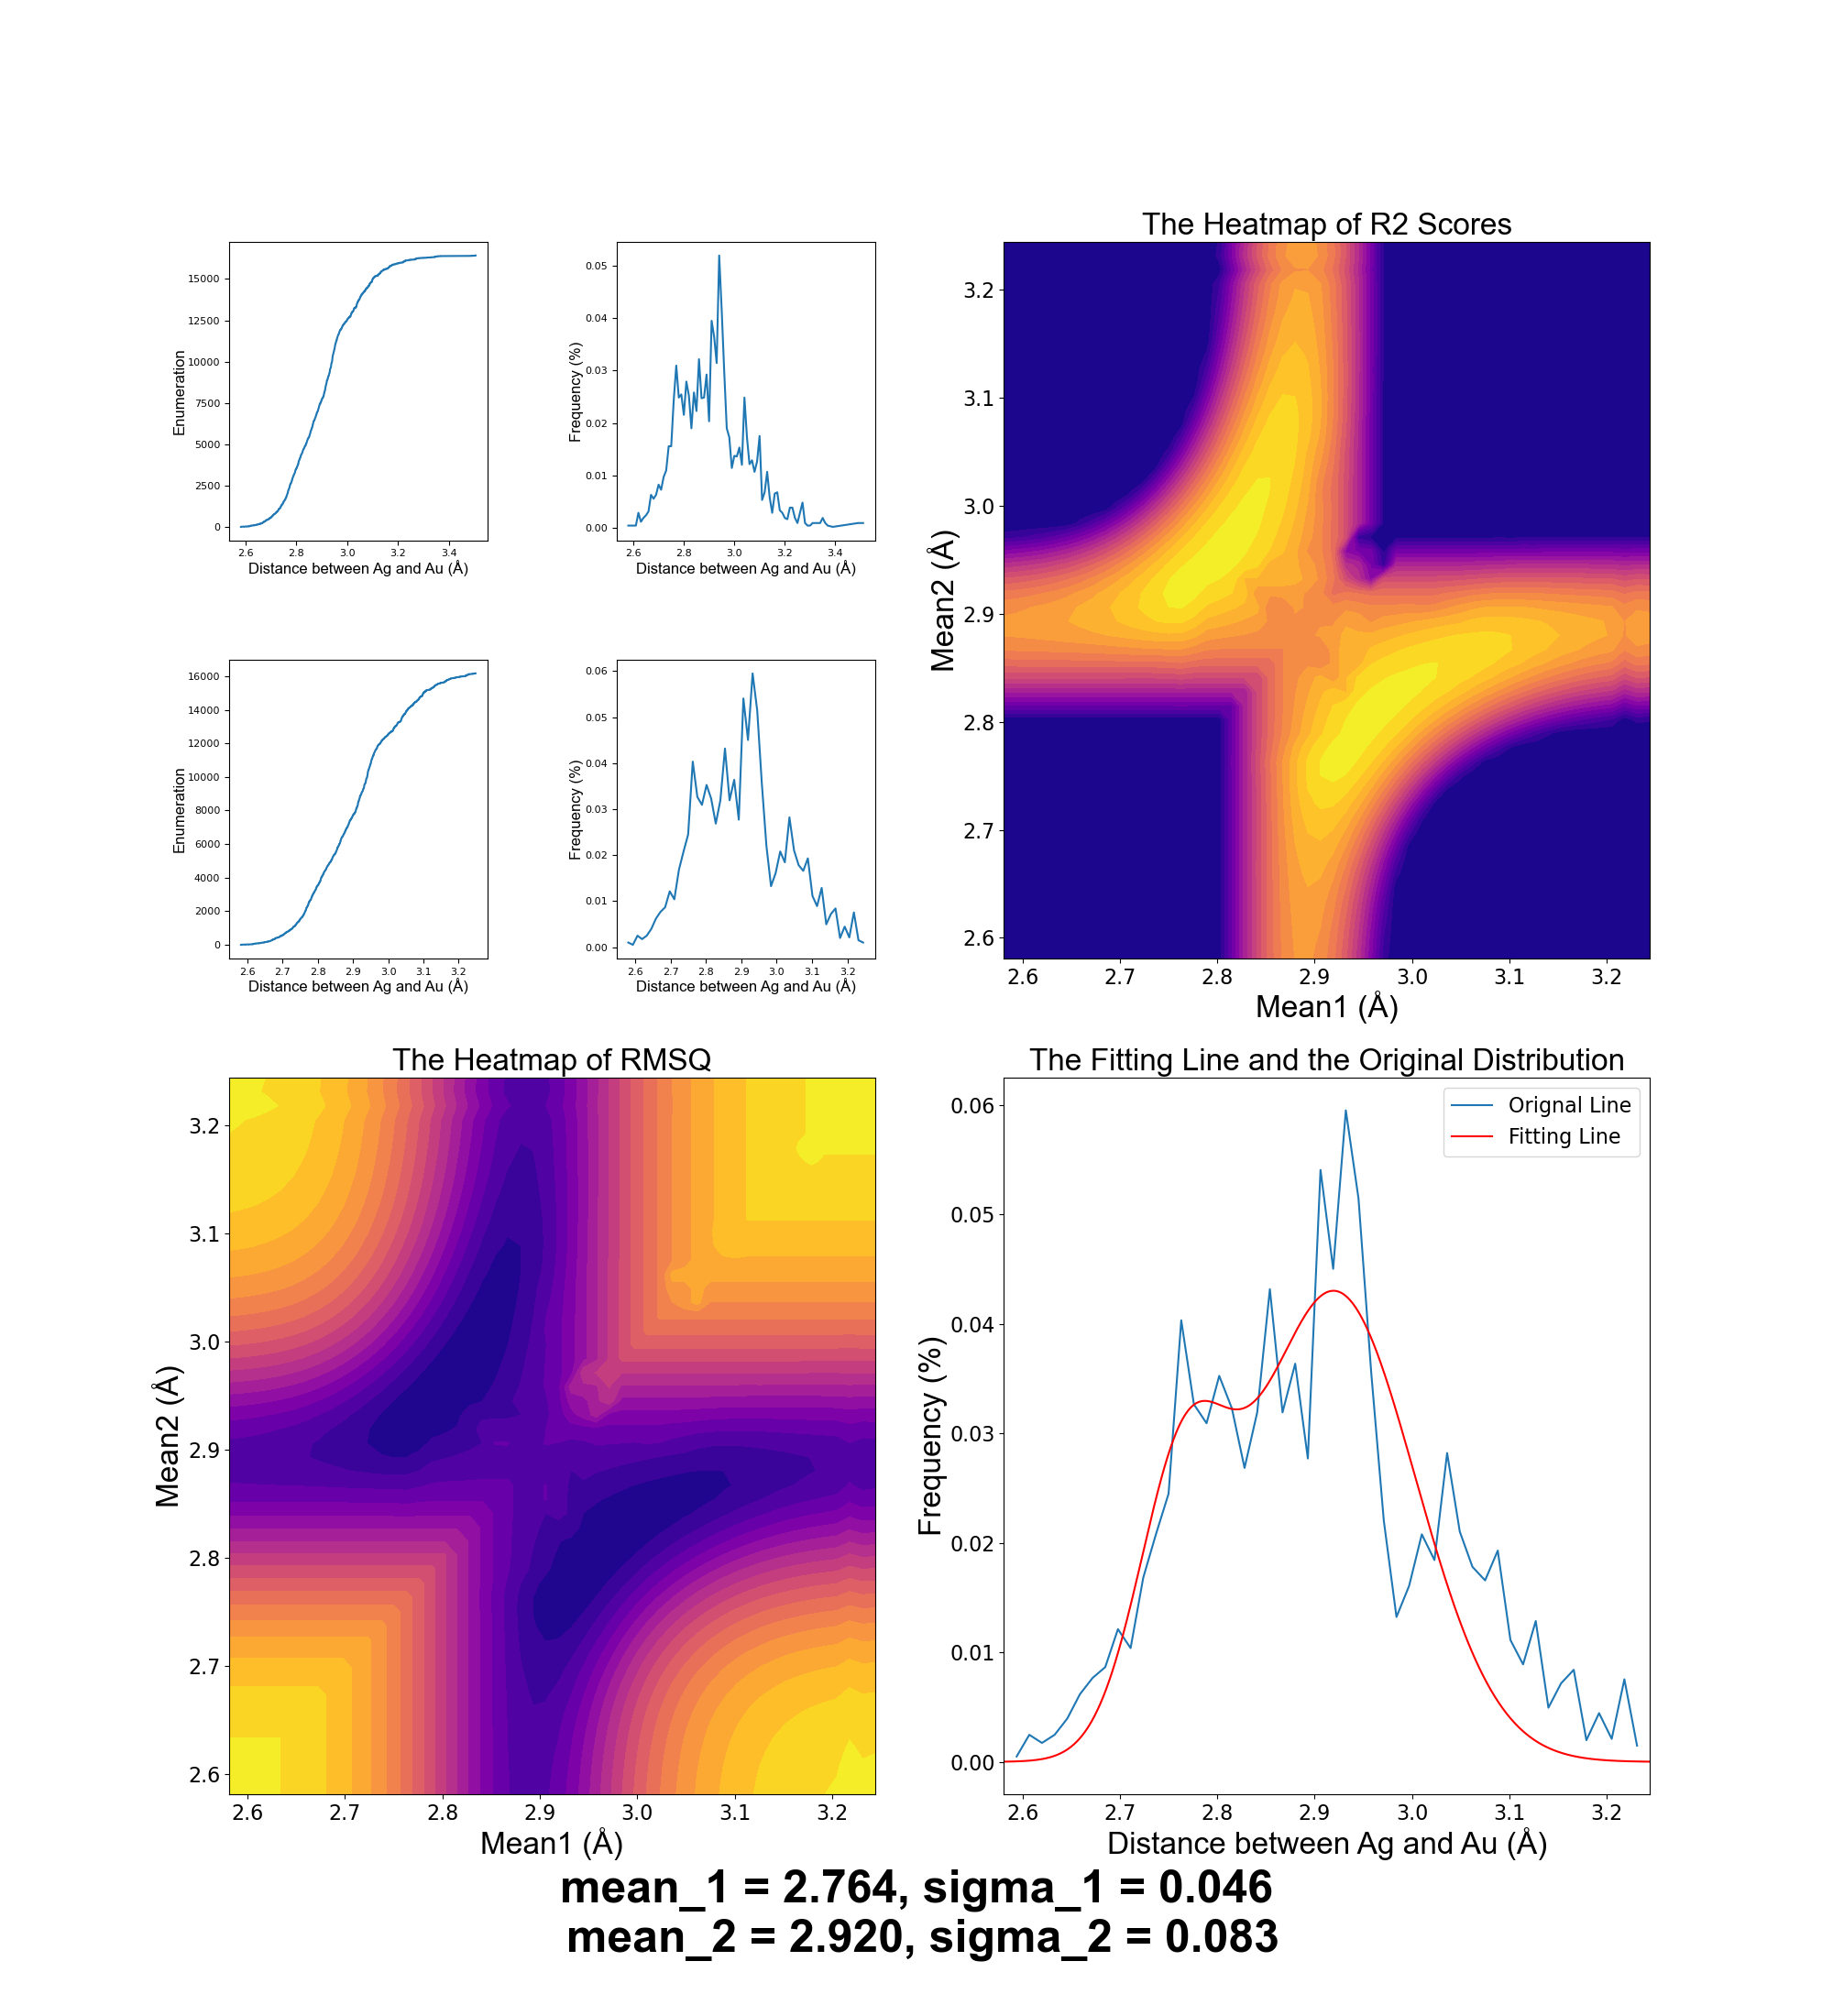 15000
12500
10000
7500
5000
2500
0
Enumeration
2.6 2.8 3.0 3.2 3.4
Distance between Ag and Au (Å)
0.05
0.04
0.03
0.02
0.01
0.00
Frequency (%)
2.6 2.8 3.0 3.2 3.4
Distance between Ag and Au (Å)
16000
14000
12000
10000
8000
6000
4000
2000
0
Enumeration
2.6 2.7 2.8 2.9 3.0 3.1 3.2
Distance between Ag and Au (Å)
0.06
0.05
0.04
0.03
0.02
0.01
0.00
Frequency (%)
2.6 2.7 2.8 2.9 3.0 3.1 3.2
Distance between Ag and Au (Å)
The Heatmap of R2 Scores
3.2
3.1
3.0
2.9
2.8
2.7
2.6
Mean2 (Å)
2.6 2.7 2.8 2.9 3.0 3.1 3.2
Mean1 (Å)
The Heatmap of RMSQ
3.2
3.1
3.0
2.9
2.8
2.7
2.6
Mean2 (Å)
2.6 2.7 2.8 2.9 3.0 3.1 3.2
Mean1 (Å)
The Fitting Line and the Original Distribution
Orignal Line
Fitting Line
0.06
0.05
0.04
0.03
0.02
0.01
0.00
Frequency (%)
2.6 2.7 2.8 2.9 3.0 3.1 3.2
Distance between Ag and Au (Å)
mean_1 = 2.764, sigma_1 = 0.046
mean_2 = 2.920, sigma_2 = 0.083